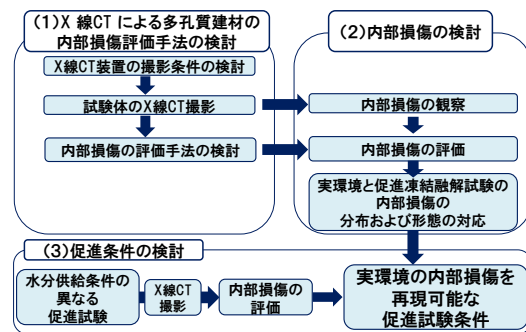 (1)X 線CT による多孔質建材の
内部損傷評価手法の検討
X線CT装置の撮影条件の検討
試験体のX線CT撮影
内部損傷の評価手法の検討
(2)内部損傷の検討
内部損傷の観察
内部損傷の評価
実環境と促進凍結融解試験の
内部損傷の
分布および形態の対応
(3)促進条件の検討
水分供給条件の
異なる
促進試験
X線CT
撮影
内部損傷の
評価
実環境の内部損傷を
再現可能な
促進試験条件